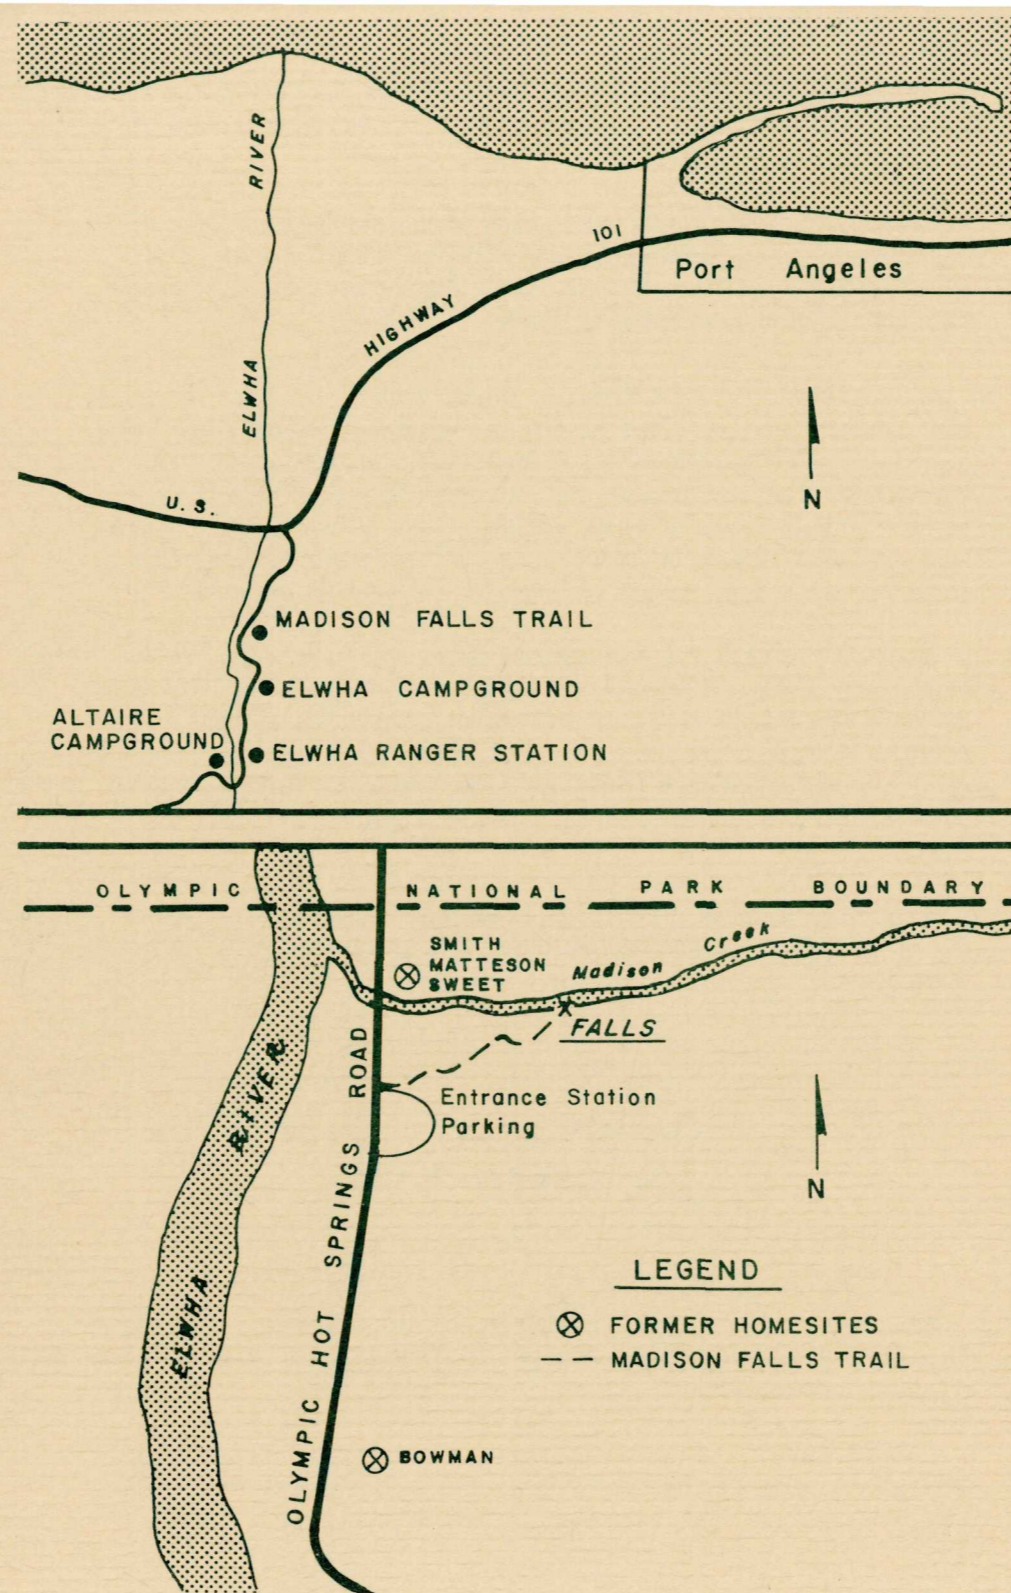 ELWHA RIVER
U.S. HIGHWAY 101
Port Angeles
N
MADISON FALLS TRAIL
ELWHA CAMPGROUND
ALTAIRE
CAMPGROUND
ELWHA RANGER STATION
OLYMPIC NATIONAL PARK BOUNDARY
SMITH
MATTESON
SWEET
Madison Creek
FALLS
Entrance Station
Parking
OLYMPIC HOT SPRINGS ROAD
ELWHA RIVER
N
LEGEND
FORMER HOMESITES
MADISON FALLS TRAIL
BOWMAN